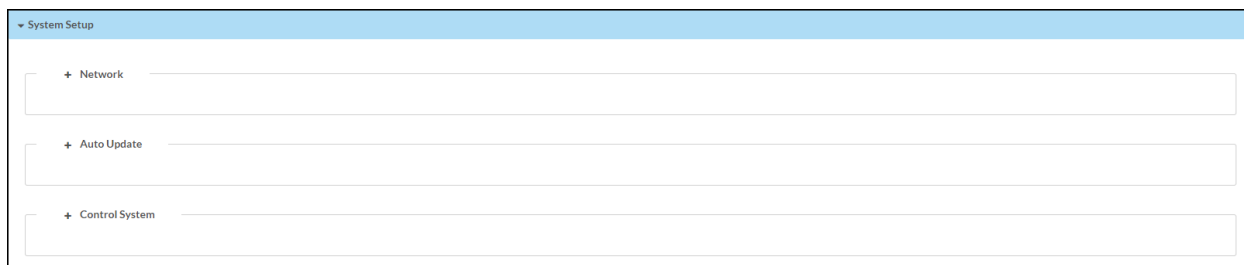 System Setup
+ Network
+ Auto Update
+ Control System